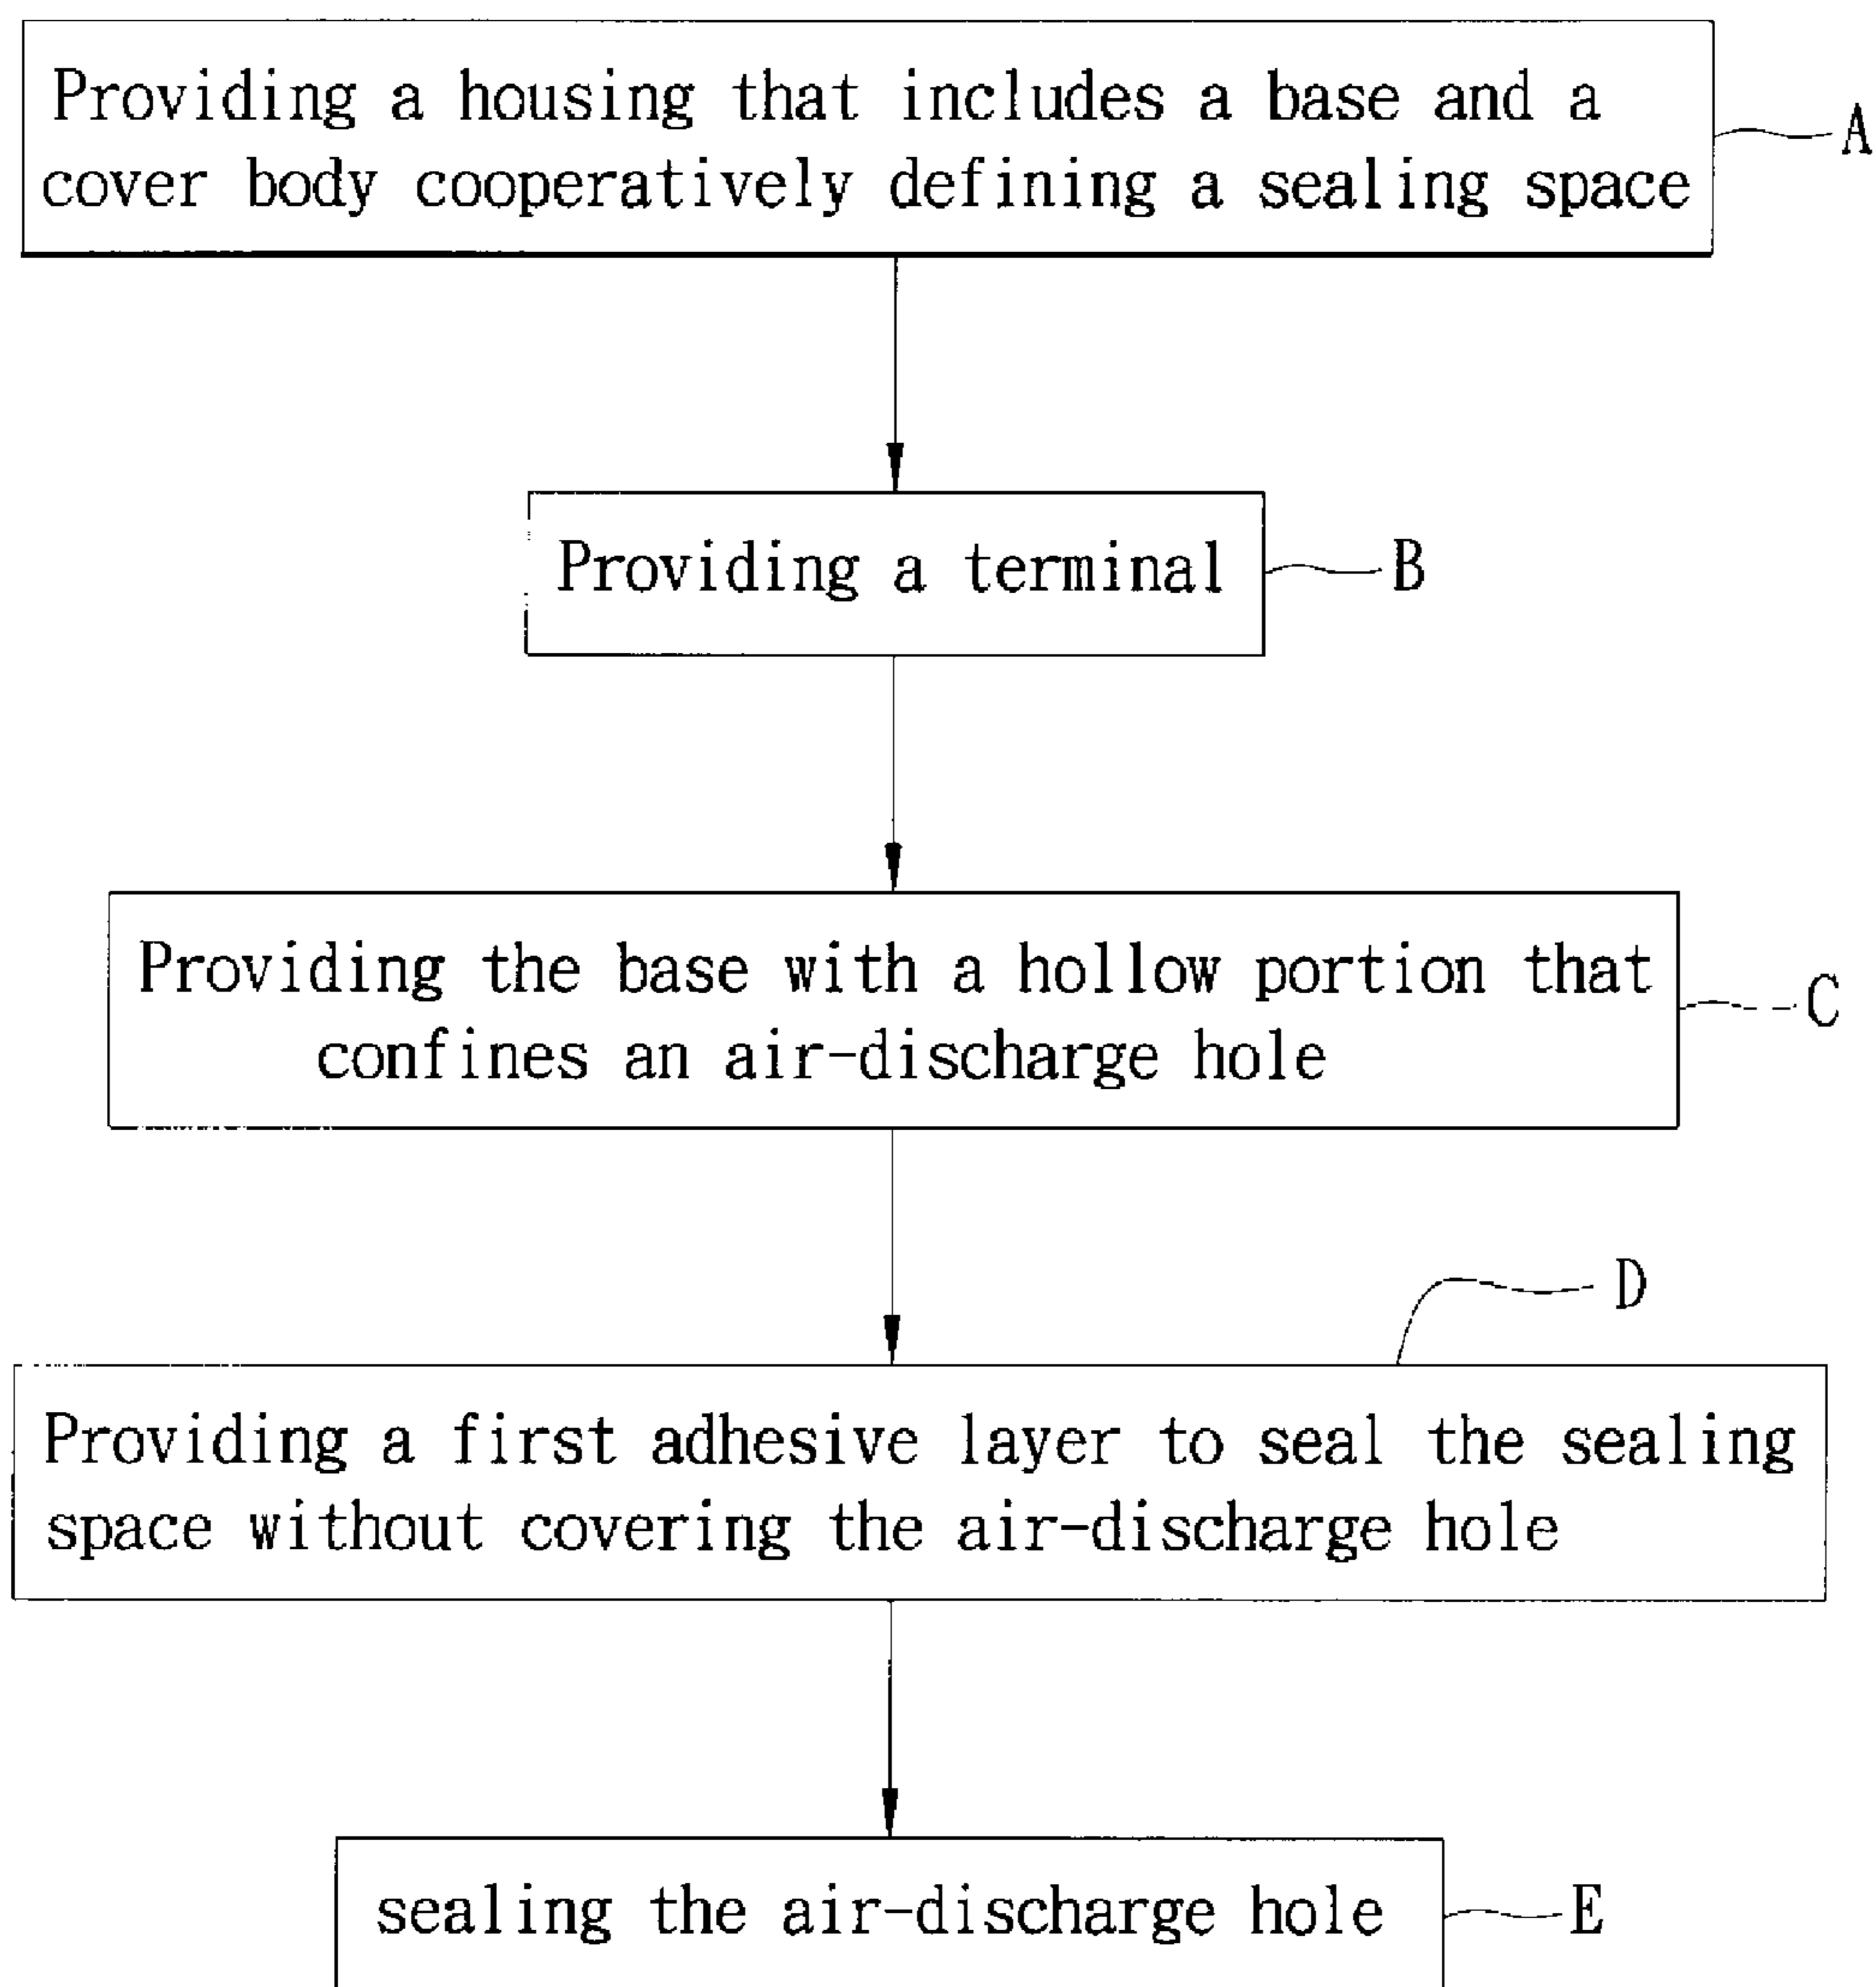 Providing a housing that includes a base and a
cover body cooperatively defining a sealing space
A
Providing a terminal
B
Providing the base with a hollow portion that
confines an air-discharge hole
C
D
Providing a first adhesive layer to seal the sealing
space without covering the air-discharge hole
sealing the air-discharge hole
E